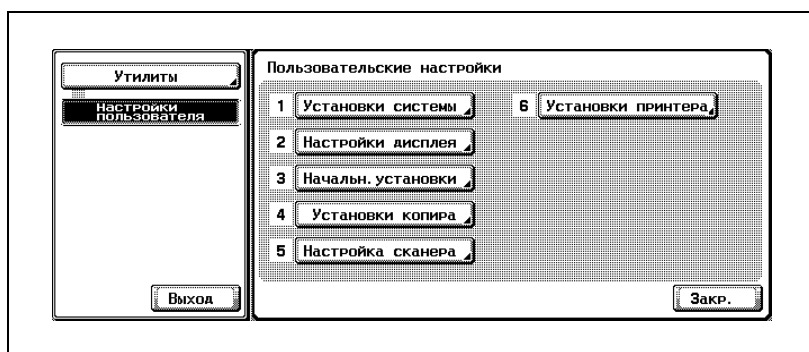 Утилиты
Настройки
пользователя
Выход
Пользовательские настройки
1 Установки системы
2 Настройки дисплея
3 Начальн.установки
4 Установки копира
5 Настройка сканера
6 Установки принтера
Закр.